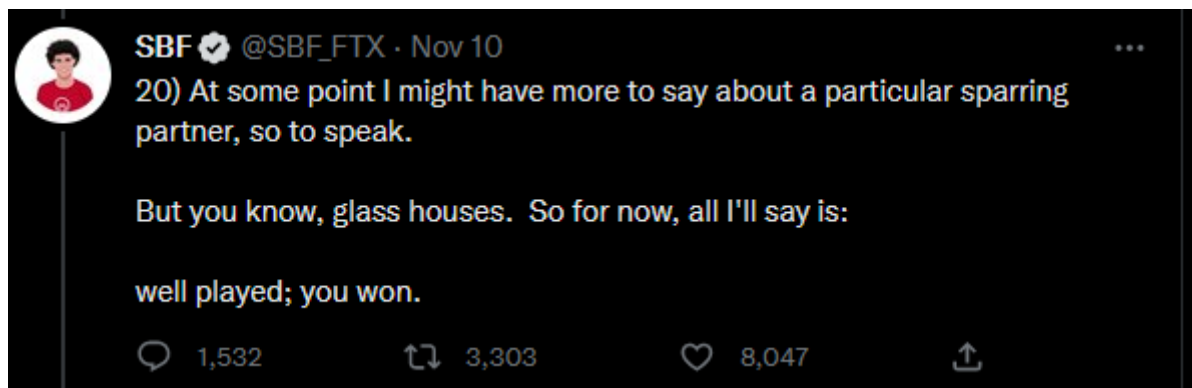 SBF @SBF_FTX · Nov 10
20) At some point I might have more to say about a particular sparring
partner, so to speak.
But you know, glass houses.  So for now, all I'll say is:
well played; you won.
1,532 3,303 8,047